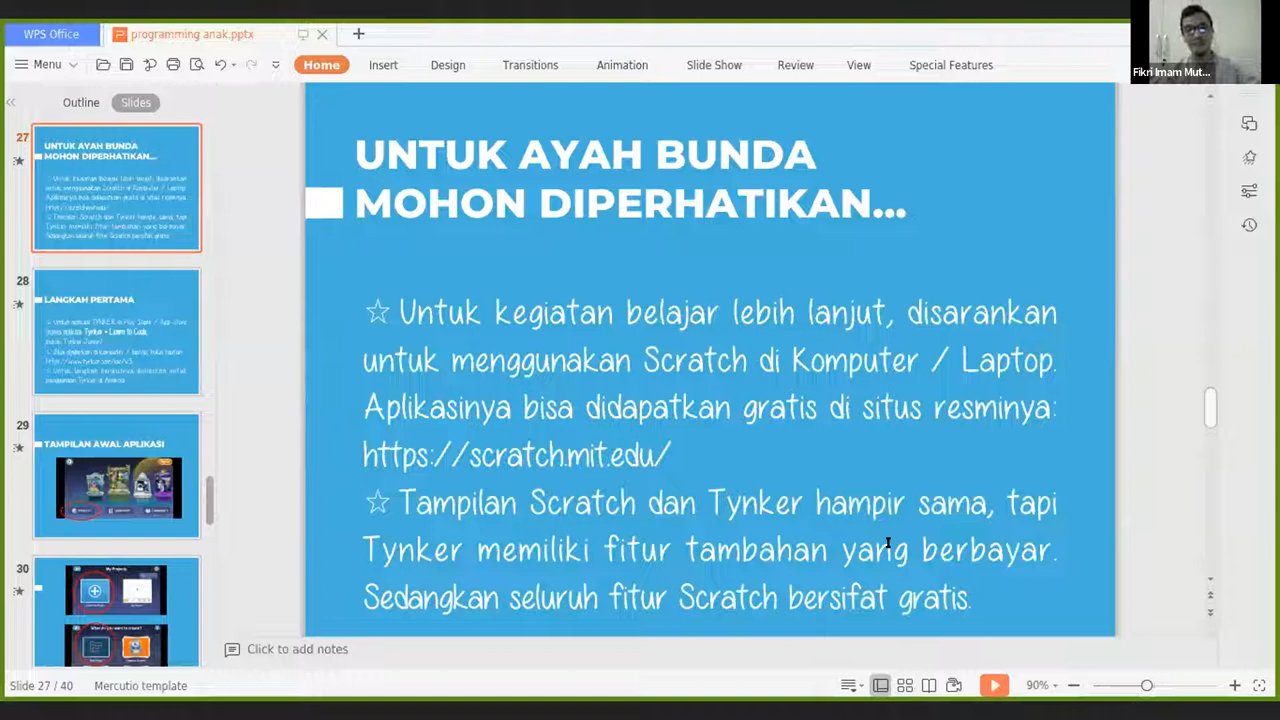 WPS Office
programming anak.pptx
Fikri Imam Mut...
Menu
Home
Insert
Design
Transitions
Animation
Slide Show
Review
View
Special Features
Outline
Slides
27
UNTUK AYAH BUNDA
MOHON DIPERHATIKAN...
28
LANGKAH PERTAMA
29
TAMPILAN AWAL APLIKASI
30
My Projects
UNTUK AYAH BUNDA
MOHON DIPERHATIKAN...
☆ Untuk kegiatan belajar lebih lanjut, disarankan
untuk menggunakan Scratch di Komputer / Laptop.
Aplikasinya bisa didapatkan gratis di situs resminya:
https://scratch.mit.edu/
☆ Tampilan Scratch dan Tynker hampir sama, tapi
Tynker memiliki fitur tambahan yang berbayar.
Sedangkan seluruh fitur Scratch bersifat gratis.
Click to add notes
Slide 27 / 40
Mercutio template
90%